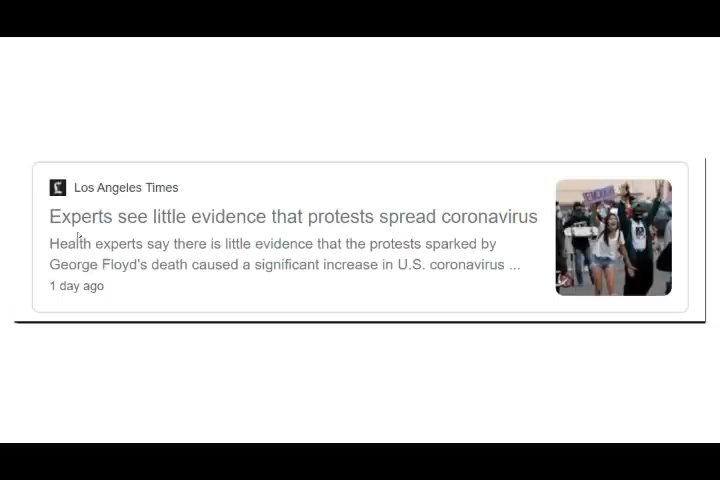 Los Angeles Times
Experts see little evidence that protests spread coronavirus
Health experts say there is little evidence that the protests sparked by
George Floyd's death caused a significant increase in U.S. coronavirus ...
1 day ago